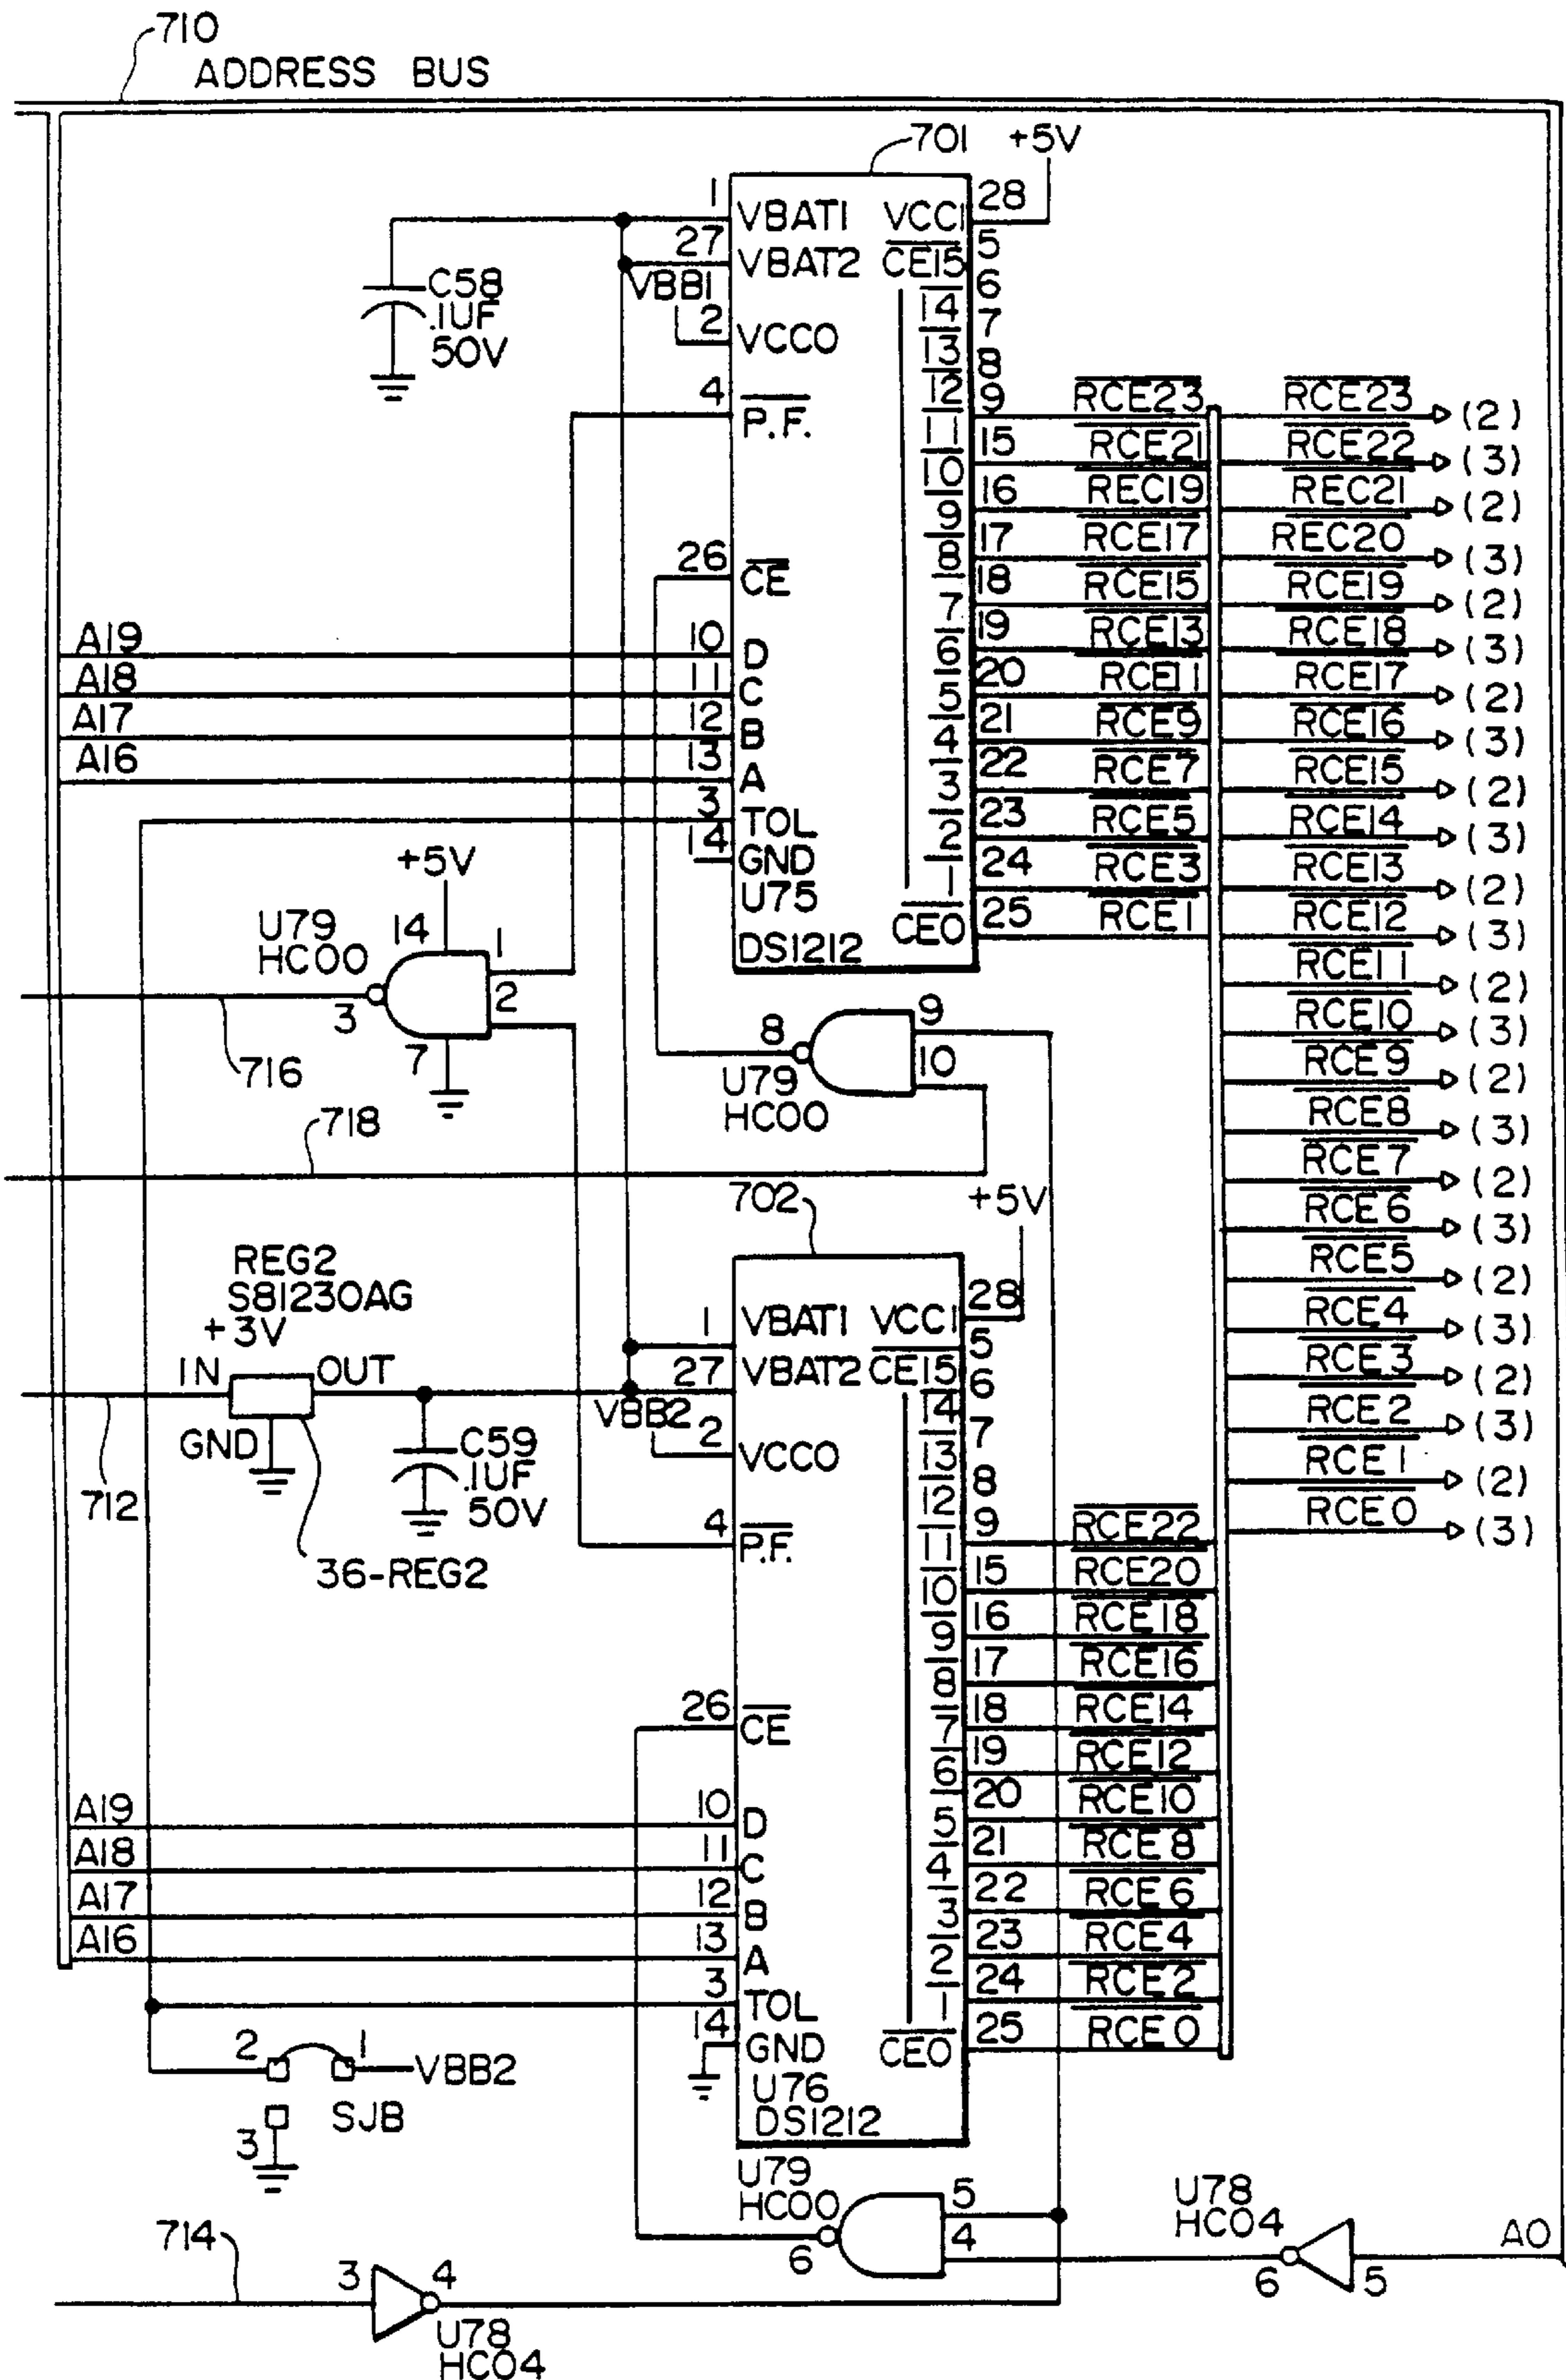 710
ADDRESS BUS
701
+5V
1
VBAT1
VCC1
28
27
VBAT2
CE15
5
VBB1
14
6
C58
.1UF
50V
2
VCCO
13
7
12
8
4
P.F.
11
9
RCE23
RCE23
(2)
10
15
RCE21
RCE22
(3)
9
16
REC19
REC21
(2)
26
CE
8
17
RCE17
REC20
(3)
7
18
RCE15
RCE19
(2)
A19
10
D
6
19
RCE13
RCE18
(3)
A18
11
C
5
20
RCE11
RCE17
(2)
A17
12
B
4
21
RCE9
RCE16
(3)
A16
13
A
3
22
RCE7
RCE15
(2)
3
TOL
2
23
RCE5
RCE14
(3)
14
GND
1
24
RCE3
RCE13
(2)
U75
CEO
25
RCE1
RCE12
(3)
DS1212
+5V
U79
HC00
14
1
2
3
7
716
RCE11
(2)
RCE10
(3)
8
9
10
U79
HC00
RCE9
(2)
718
RCE8
(3)
RCE7
(2)
702
+5V
RCE6
(3)
REG2
S81230AG
+3V
RCE5
(2)
1
VBAT1
VCC1
28
RCE4
(3)
IN
OUT
27
VBAT2
CE15
5
RCE3
(2)
VBB2
14
6
GND
C59
.1UF
50V
2
VCCO
13
7
RCE2
(3)
712
12
8
RCE1
(2)
4
P.F.
11
9
RCE22
RCE0
(3)
36-REG2
10
15
RCE20
9
16
RCE18
8
17
RCE16
26
CE
7
18
RCE14
6
19
RCE12
A19
10
D
5
20
RCE10
A18
11
C
4
21
RCE8
A17
12
B
3
22
RCE6
A16
13
A
2
23
RCE4
3
TOL
1
24
RCE2
14
GND
CEO
25
RCE0
2
1
VBB2
U76
3
SJB
DS1212
U79
HC00
5
4
6
U78
HC04
6
5
A0
714
3
4
U78
HC04